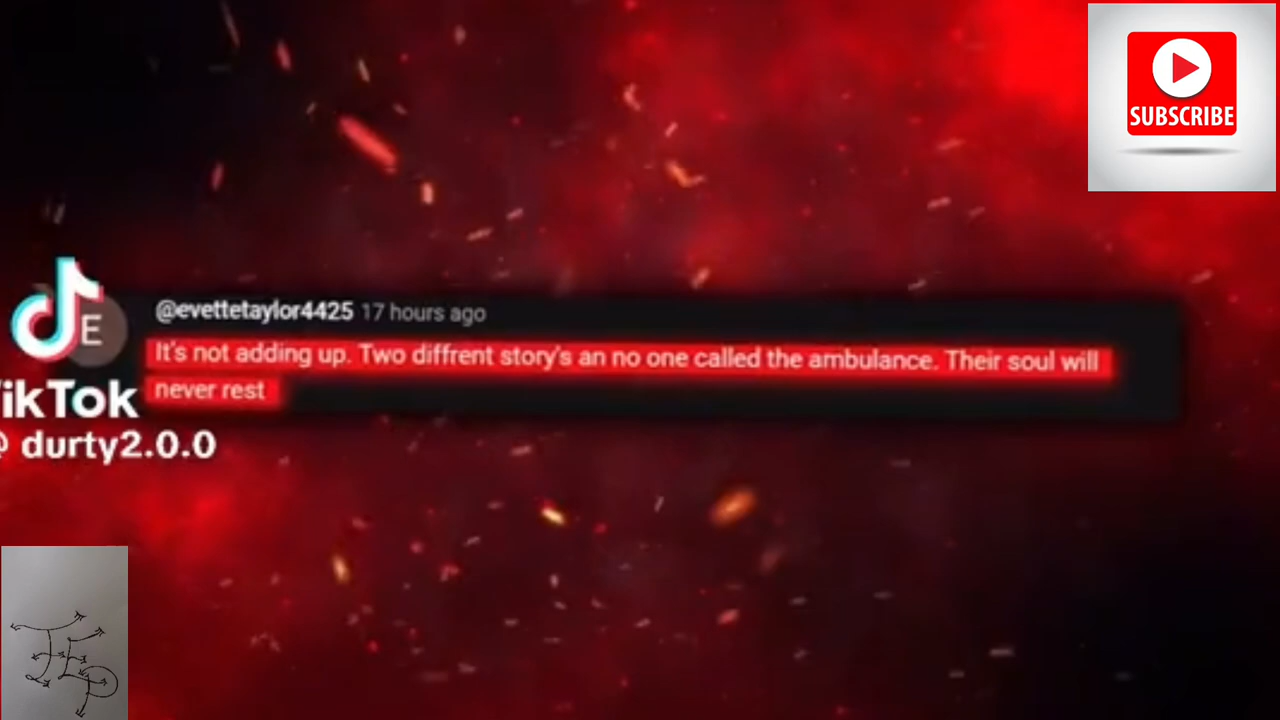 SUBSCRIBE
@evettetaylor4425 17 hours ago
E
It's not adding up. Two diffrent story's an no one called the ambulance. Their soul will
never rest
TikTok
@ durty2.0.0